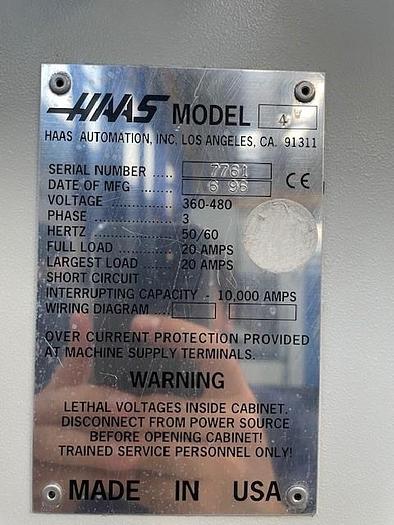 HAAS MODEL 4
HAAS AUTOMATION, INC. LOS ANGELES, CA. 91311
SERIAL NUMBER .... 7761
DATE OF MFG ........ 6 96
CE
VOLTAGE ............ 360-480
PHASE ................ 3
HERTZ ................ 50/60
FULL LOAD ......... 20 AMPS
LARGEST LOAD .... 20 AMPS
SHORT CIRCUIT
INTERRUPTING CAPACITY - 10,000 AMPS
WIRING DIAGRAM ....
OVER CURRENT PROTECTION PROVIDED
AT MACHINE SUPPLY TERMINALS.
WARNING
LETHAL VOLTAGES INSIDE CABINET.
DISCONNECT FROM POWER SOURCE
BEFORE OPENING CABINET!
TRAINED SERVICE PERSONNEL ONLY!
MADE IN USA